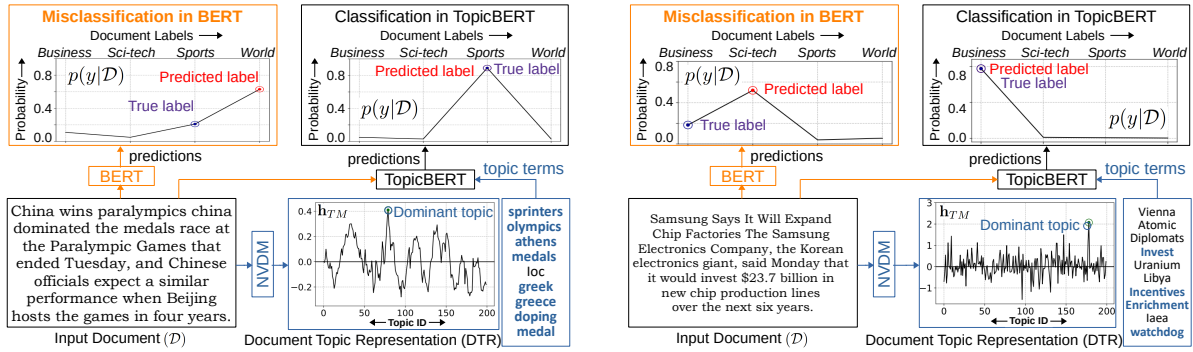 Misclassification in BERT
Document Labels
Business Sci-tech Sports World
Probability
0.8
0.4
0.0
p(y|𝒟)
Predicted label
True label
predictions
BERT
Classification in TopicBERT
Document Labels
Business Sci-tech Sports World
Probability
0.8
0.4
0.0
Predicted label
True label
p(y|𝒟)
predictions
topic terms
TopicBERT
China wins paralympics china
dominated the medals race at
the Paralympic Games that
ended Tuesday, and Chinese
officials expect a similar
performance when Beijing
hosts the games in four years.
Input Document (𝒟)
NVDM
h_TM
Dominant topic
0.4
0.2
0.0
−0.2
0 50 100 150 200
Topic ID
Document Topic Representation (DTR)
sprinters
olympics
athens
medals
ioc
greek
greece
doping
medal
Misclassification in BERT
Document Labels
Business Sci-tech Sports World
Probability
0.8
0.4
0.0
p(y|𝒟)
Predicted label
True label
predictions
BERT
Classification in TopicBERT
Document Labels
Business Sci-tech Sports World
Probability
0.8
0.4
0.0
Predicted label
True label
p(y|𝒟)
predictions
topic terms
TopicBERT
Samsung Says It Will Expand
Chip Factories The Samsung
Electronics Company, the Korean
electronics giant, said Monday that
it would invest $23.7 billion in
new chip production lines
over the next six years.
Input Document (𝒟)
NVDM
h_TM
Dominant topic
3
2
1
0
−1
0 50 100 150 200
Topic ID
Document Topic Representation (DTR)
Vienna
Atomic
Diplomats
Invest
Uranium
Libya
Incentives
Enrichment
Iaea
watchdog